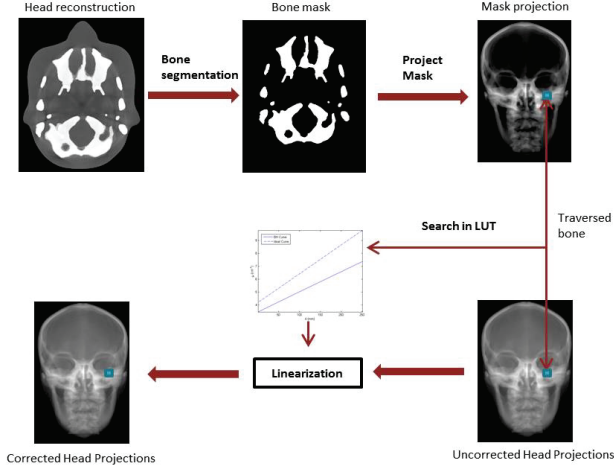 Head reconstruction
Bone mask
Mask projection
Bone
segmentation
Project
Mask
Search in LUT
Traversed
bone
Linearization
Corrected Head Projections
Uncorrected Head Projections